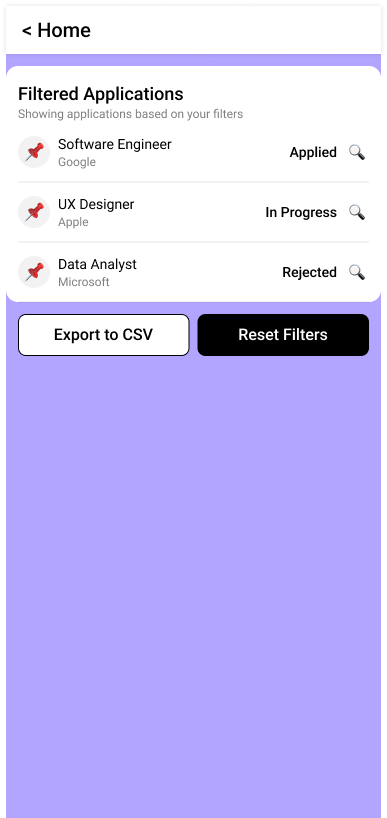 < Home
Filtered Applications
Showing applications based on your filters
Software Engineer
Google
Applied
UX Designer
Apple
In Progress
Data Analyst
Microsoft
Rejected
Export to CSV
Reset Filters